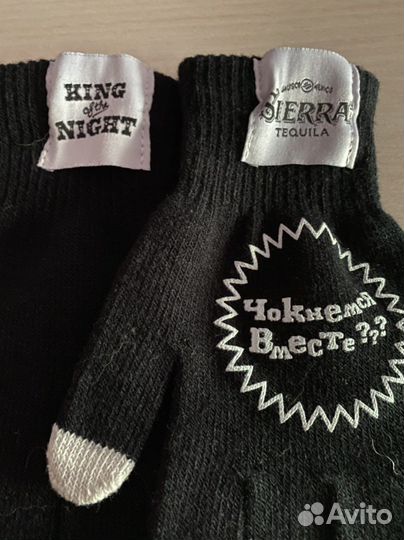 KING
of the
NIGHT
SIERRA
TEQUILA
Чокнемся
Вместе???
Avito